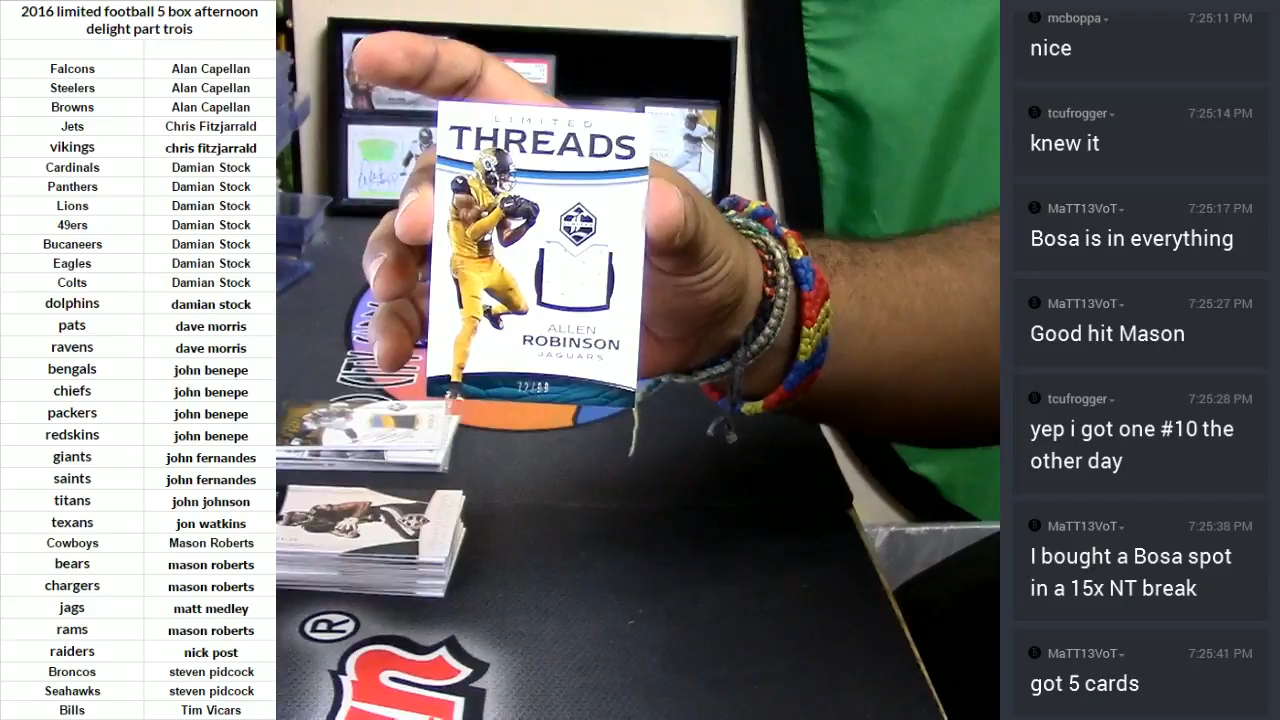 2016 limited football 5 box afternoon
delight part trois
Falcons Alan Capellan
Steelers Alan Capellan
Browns Alan Capellan
Jets Chris Fitzjarrald
vikings chris fitzjarrald
Cardinals Damian Stock
Panthers Damian Stock
Lions Damian Stock
49ers Damian Stock
Bucaneers Damian Stock
Eagles Damian Stock
Colts Damian Stock
dolphins damian stock
pats dave morris
ravens dave morris
bengals john benepe
chiefs john benepe
packers john benepe
redskins john benepe
giants john fernandes
saints john fernandes
titans john johnson
texans jon watkins
Cowboys Mason Roberts
bears mason roberts
chargers mason roberts
jags matt medley
rams mason roberts
raiders nick post
Broncos steven pidcock
Seahawks steven pidcock
Bills Tim Vicars
LIMITED
THREADS
ALLEN
ROBINSON
JAGUARS
72/99
®
mcboppa 7:25:11 PM
nice
tcufrogger 7:25:14 PM
knew it
MaTT13VoT 7:25:17 PM
Bosa is in everything
MaTT13VoT 7:25:27 PM
Good hit Mason
tcufrogger 7:25:28 PM
yep i got one #10 the
other day
MaTT13VoT 7:25:38 PM
I bought a Bosa spot
in a 15x NT break
MaTT13VoT 7:25:41 PM
got 5 cards